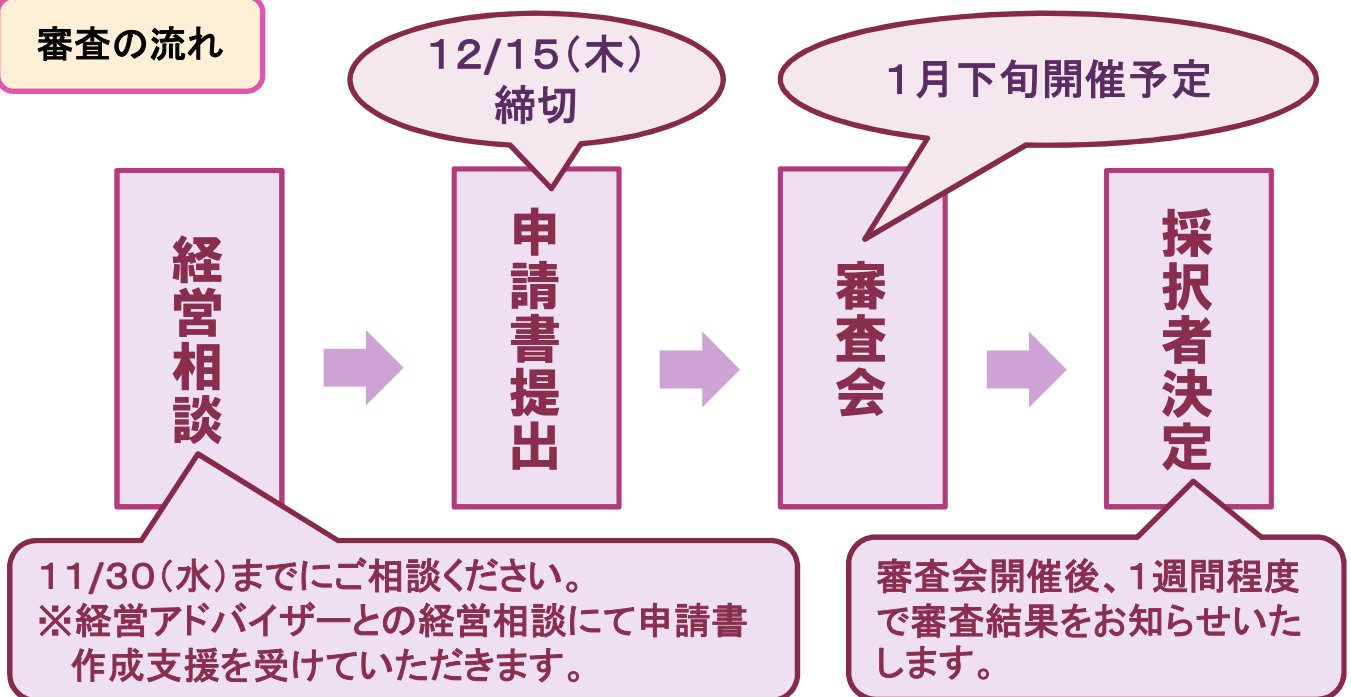 審査の流れ
12/15(木)
締切
1月下旬開催予定
経営相談
申請書提出
審査会
採択者決定
11/30(水)までにご相談ください。
※経営アドバイザーとの経営相談にて申請書
作成支援を受けていただきます。
審査会開催後、1週間程度
で審査結果をお知らせいた
します。